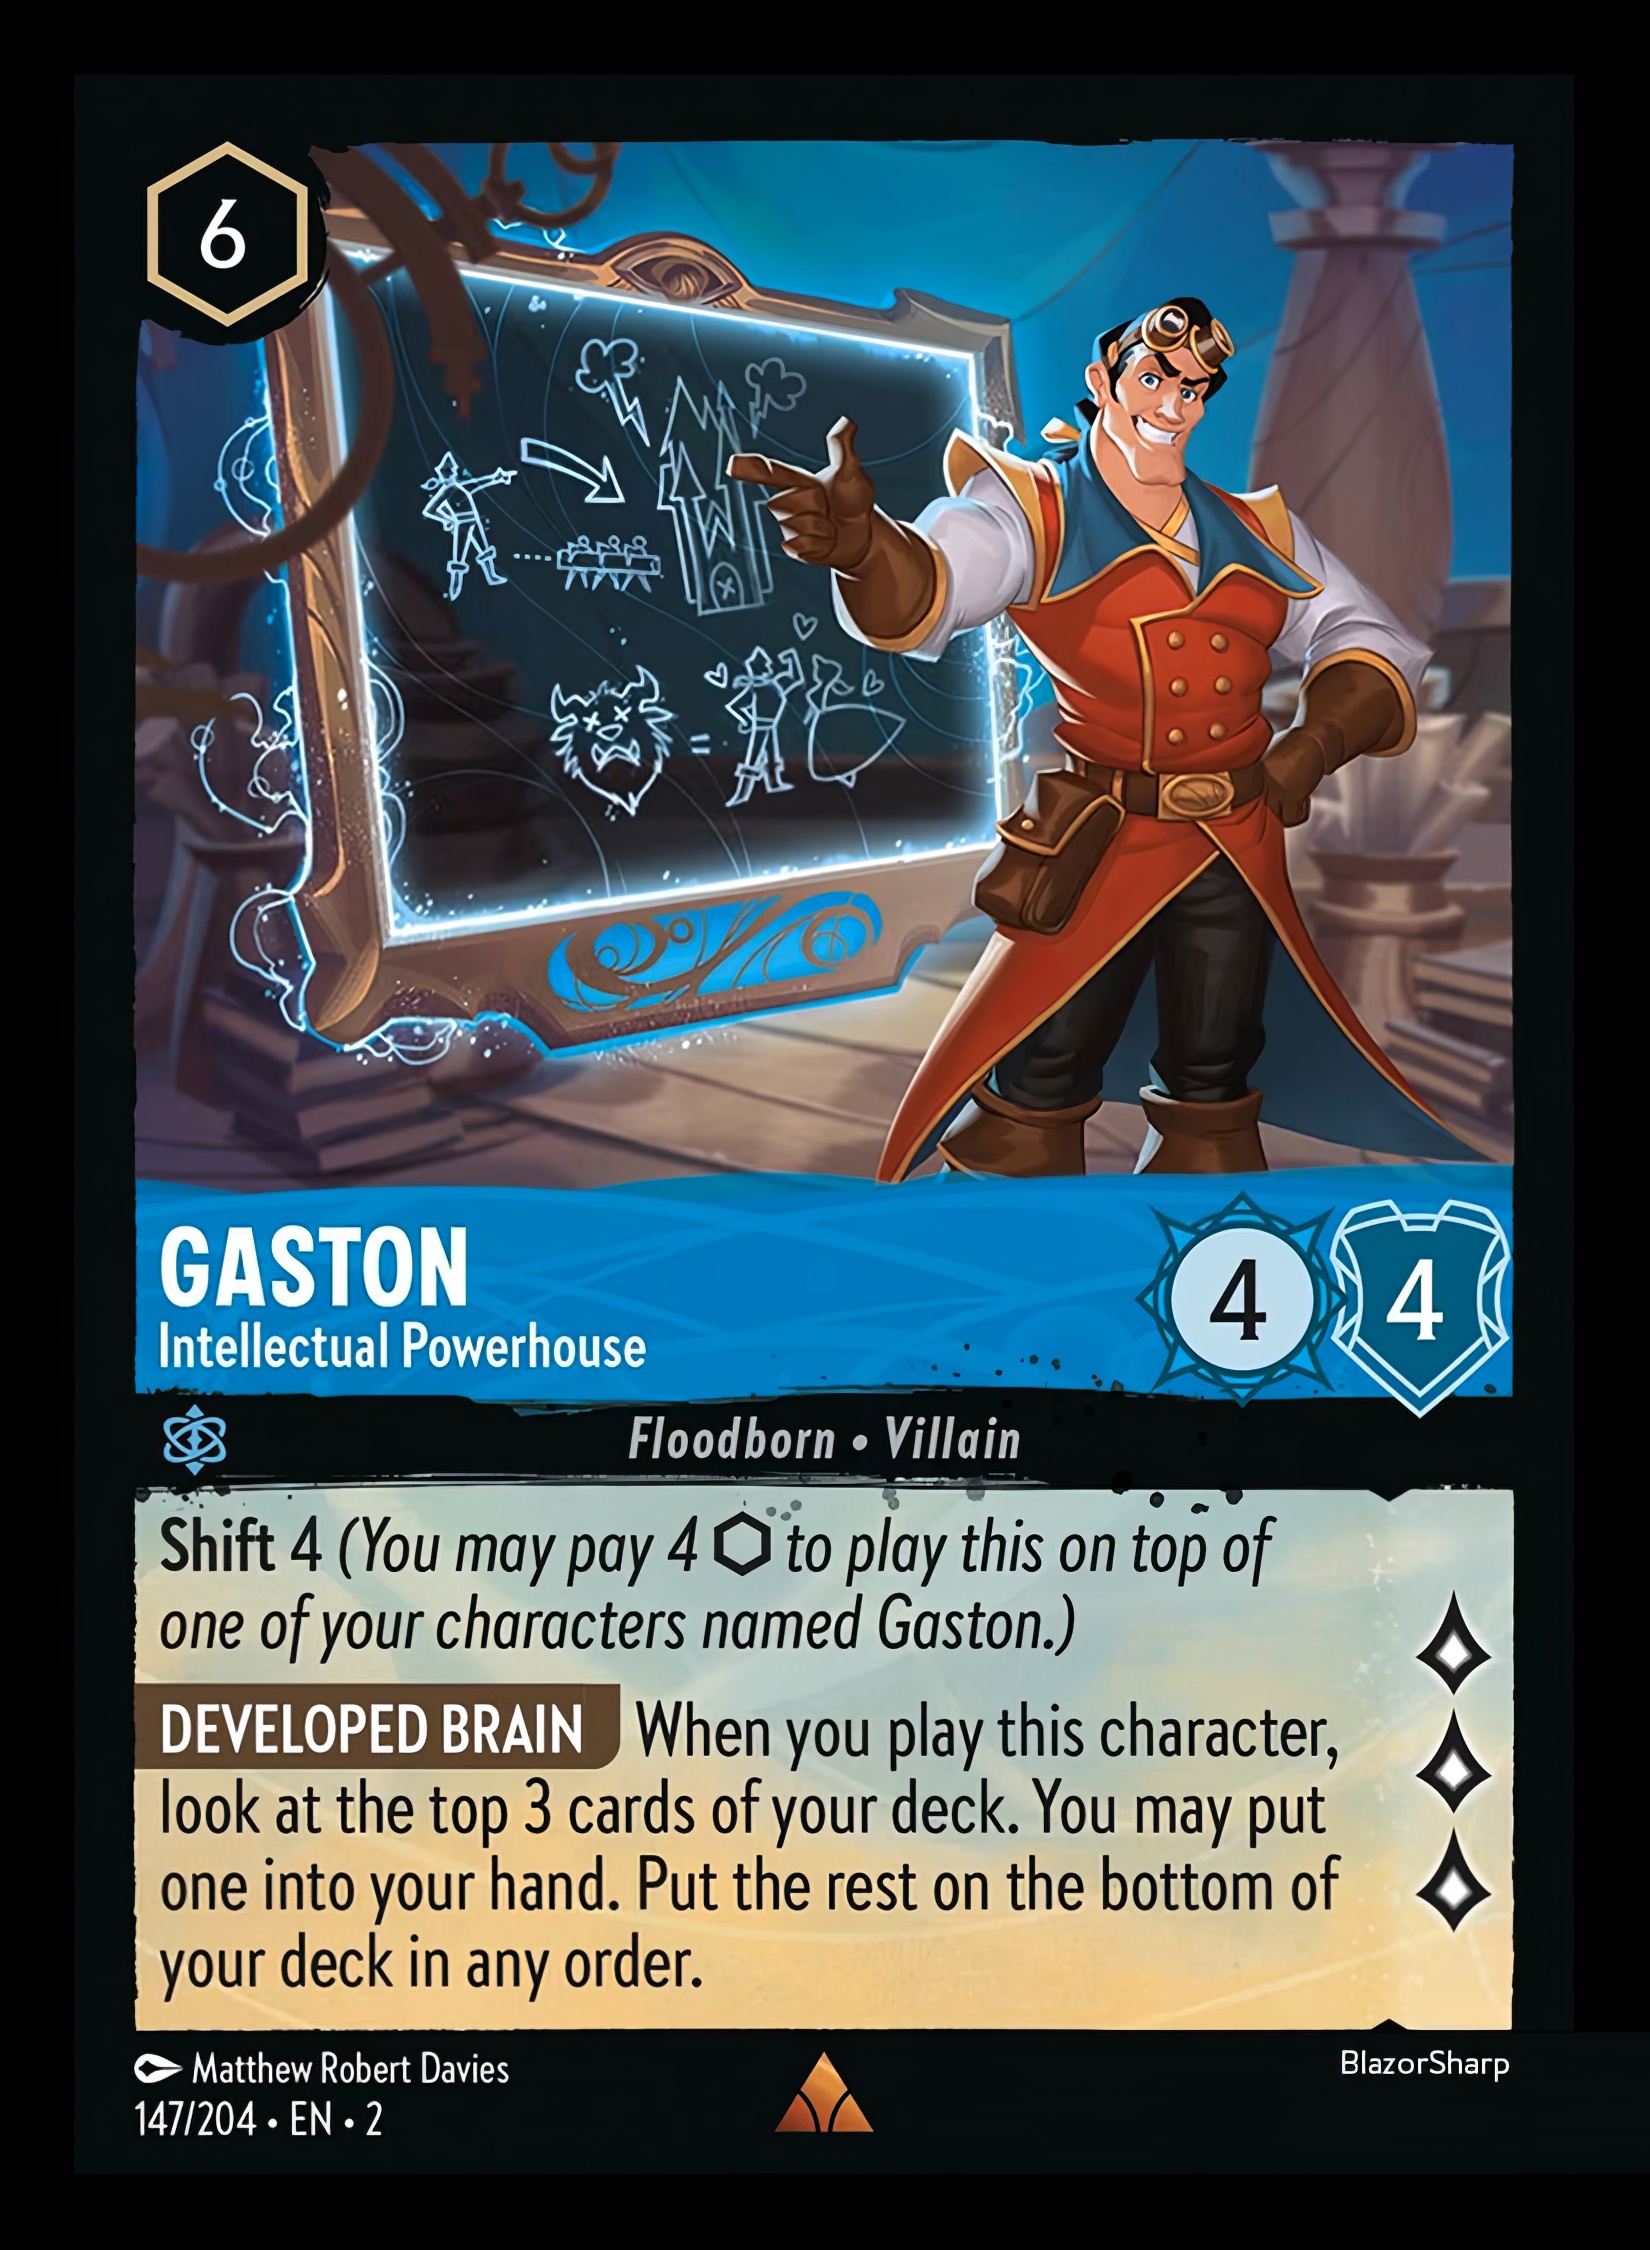 6
GASTON
Intellectual Powerhouse
4 4
Floodborn • Villain
Shift 4 (You may pay 4 ⬡ to play this on top of
one of your characters named Gaston.)
DEVELOPED BRAIN When you play this character,
look at the top 3 cards of your deck. You may put
one into your hand. Put the rest on the bottom of
your deck in any order.
Matthew Robert Davies
BlazorSharp
147/204 • EN • 2